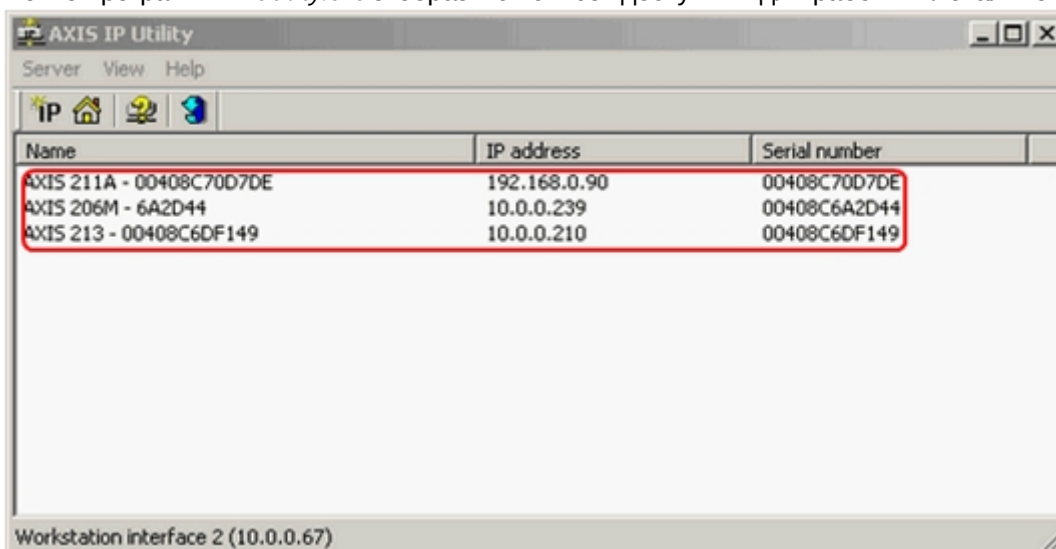 AXIS IP Utility
Server View Help
IP
Name IP address Serial number
AXIS 211A - 00408C70D7DE 192.168.0.90 00408C70D7DE
AXIS 206M - 6A2D44 10.0.0.239 00408C6A2D44
AXIS 213 - 00408C6DF149 10.0.0.210 00408C6DF149
Workstation interface 2 (10.0.0.67)